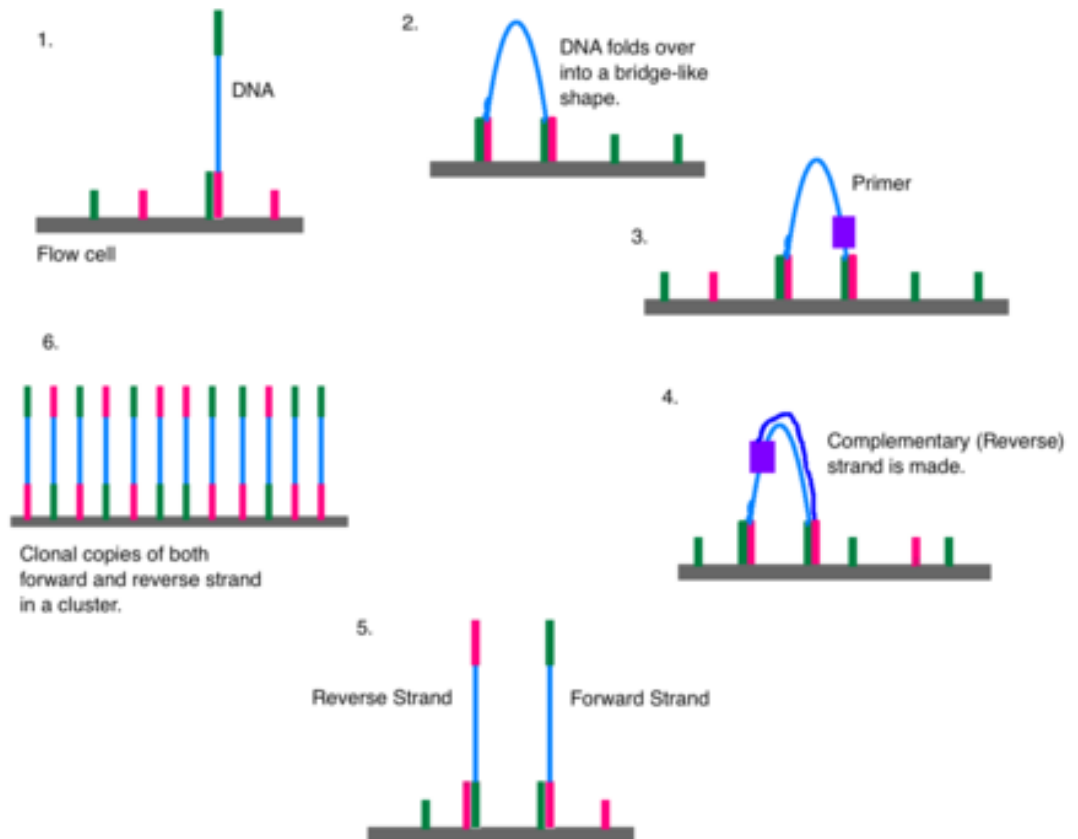 1.
DNA
Flow cell
2.
DNA folds over
into a bridge-like
shape.
3.
Primer
4.
Complementary (Reverse)
strand is made.
5.
Reverse Strand
Forward Strand
6.
Clonal copies of both
forward and reverse strand
in a cluster.